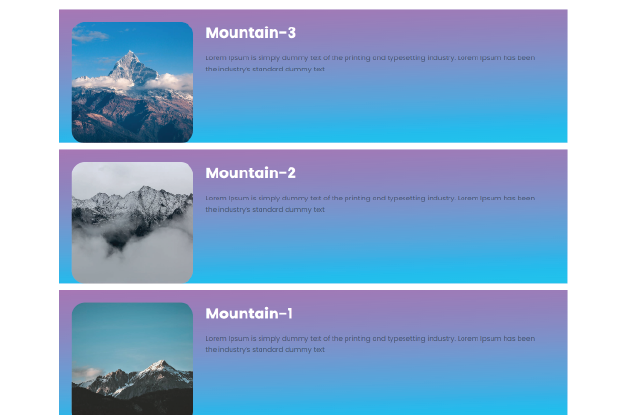 Mountain-3
Lorem Ipsum is simply dummy text of the printing and typesetting industry. Lorem Ipsum has been
the industry's standard dummy text
Mountain-2
Lorem Ipsum is simply dummy text of the printing and typesetting industry. Lorem Ipsum has been
the industry's standard dummy text
Mountain-1
Lorem Ipsum is simply dummy text of the printing and typesetting industry. Lorem Ipsum has been
the industry's standard dummy text